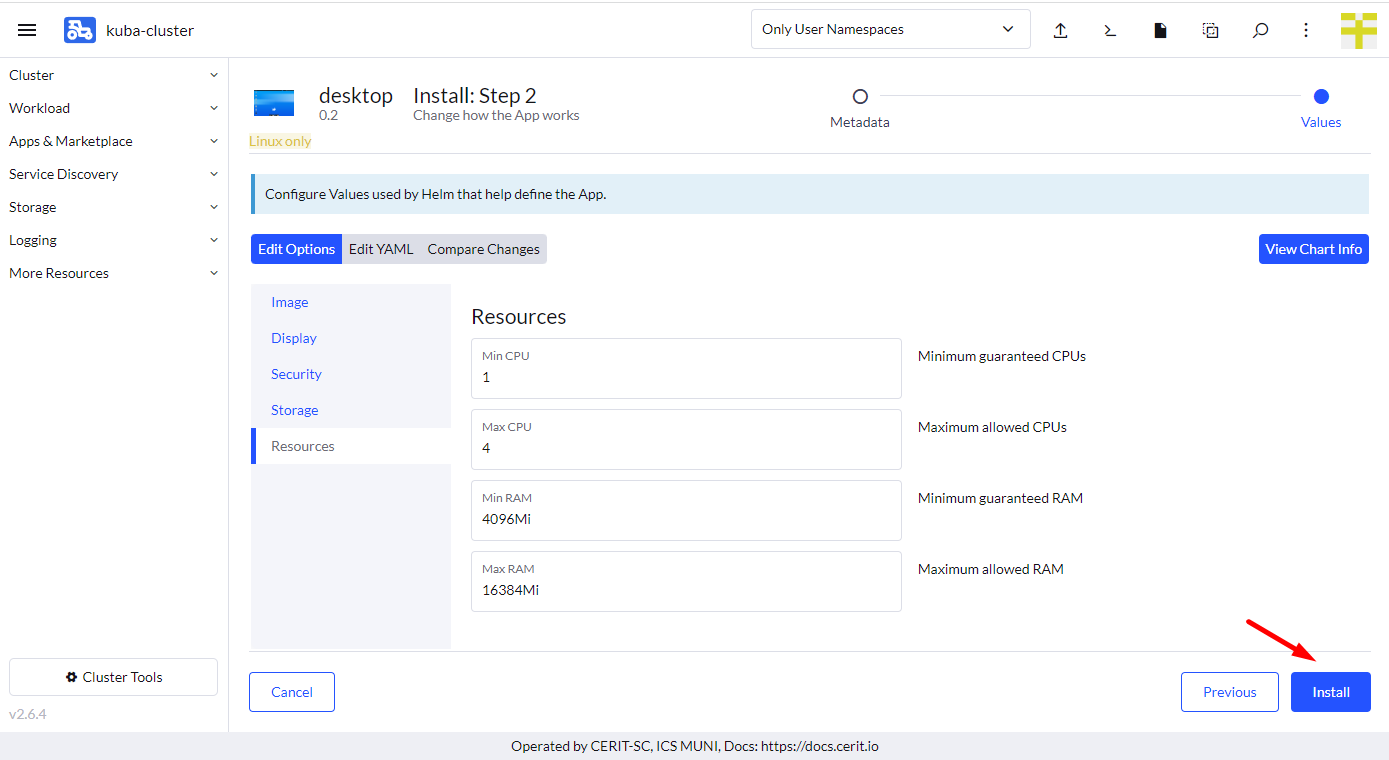 kuba-cluster
Only User Namespaces
Cluster
Workload
Apps & Marketplace
Service Discovery
Storage
Logging
More Resources
Cluster Tools
v2.6.4
desktop
0.2
Linux only
Install: Step 2
Change how the App works
Metadata
Values
Configure Values used by Helm that help define the App.
Edit Options Edit YAML Compare Changes
View Chart Info
Image
Display
Security
Storage
Resources
Resources
Min CPU
1
Minimum guaranteed CPUs
Max CPU
4
Maximum allowed CPUs
Min RAM
4096Mi
Minimum guaranteed RAM
Max RAM
16384Mi
Maximum allowed RAM
Cancel
Previous
Install
Operated by CERIT-SC, ICS MUNI, Docs: https://docs.cerit.io